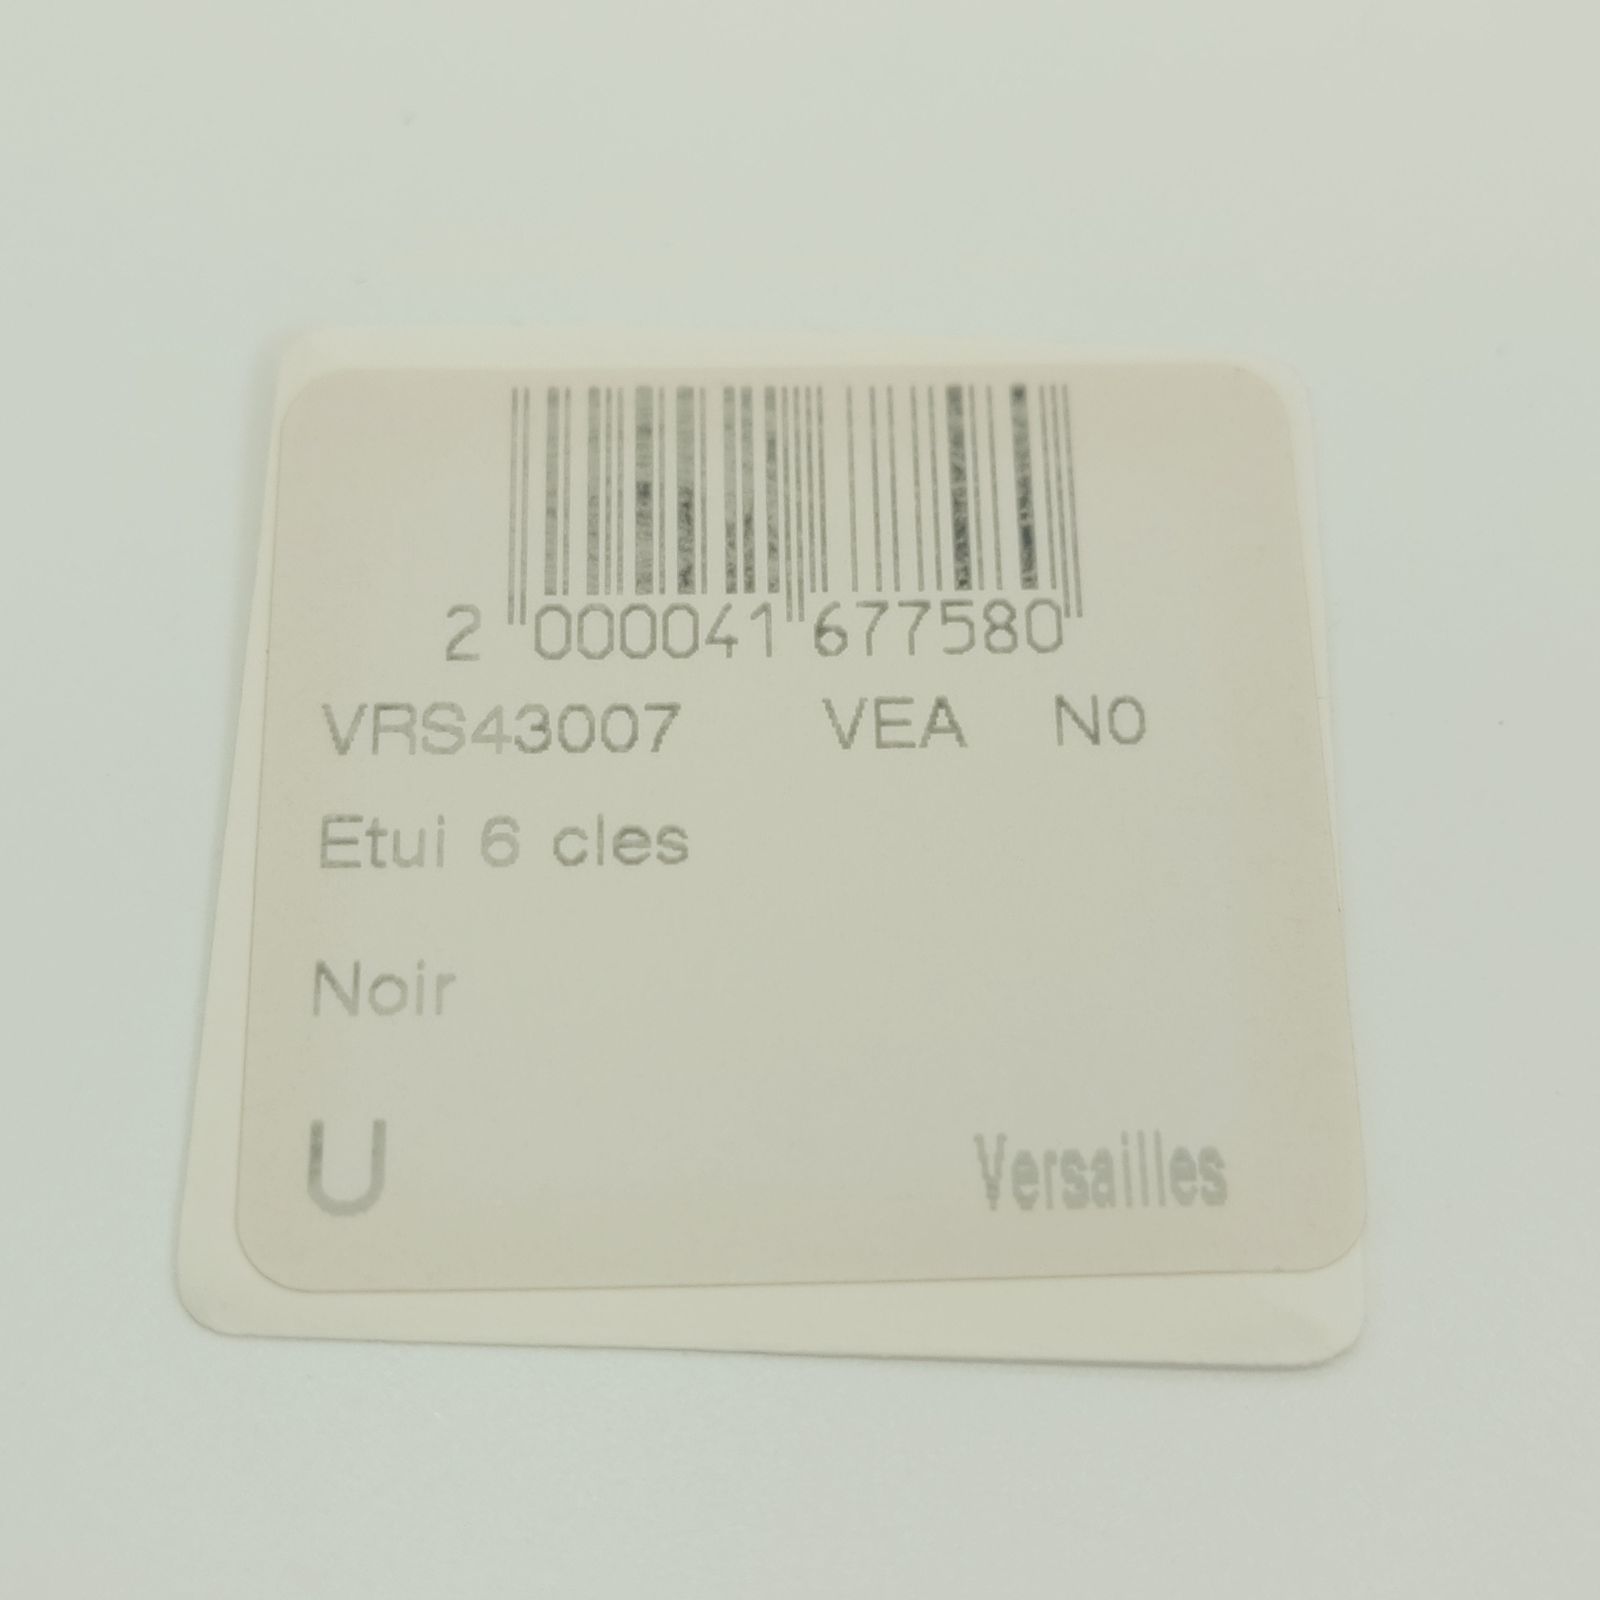 2 000041 677580
VRS43007 VEA N0
Etui 6 cles
Noir
U Versailles